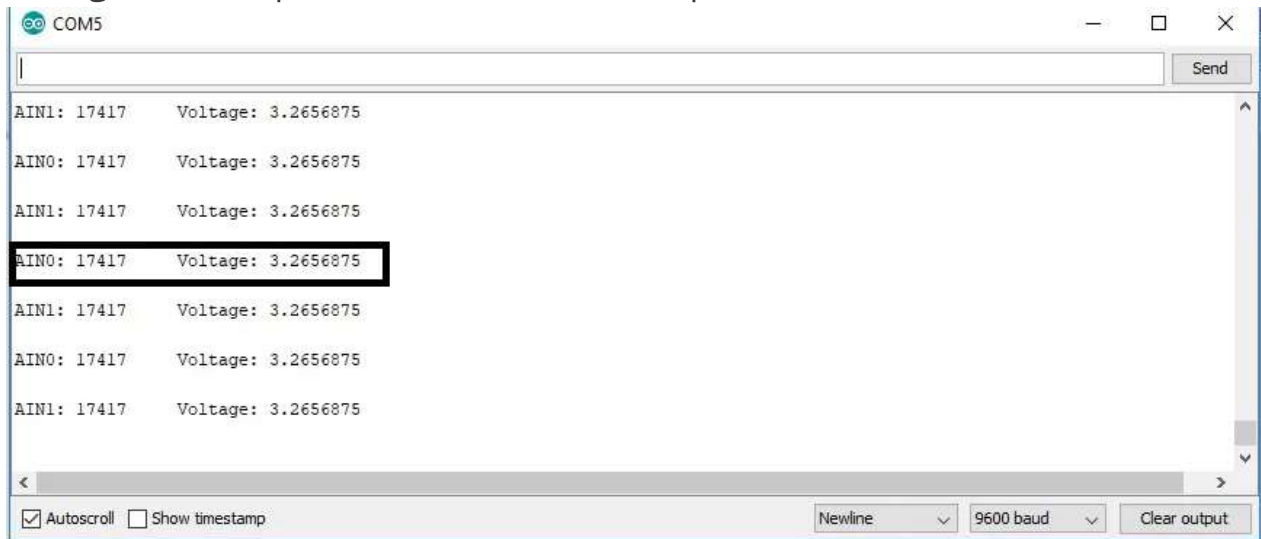 COM5
Send
AIN1: 17417 Voltage: 3.2656875
AIN0: 17417 Voltage: 3.2656875
AIN1: 17417 Voltage: 3.2656875
AIN0: 17417 Voltage: 3.2656875
AIN1: 17417 Voltage: 3.2656875
AIN0: 17417 Voltage: 3.2656875
AIN1: 17417 Voltage: 3.2656875
Autoscroll Show timestamp Newline 9600 baud Clear output